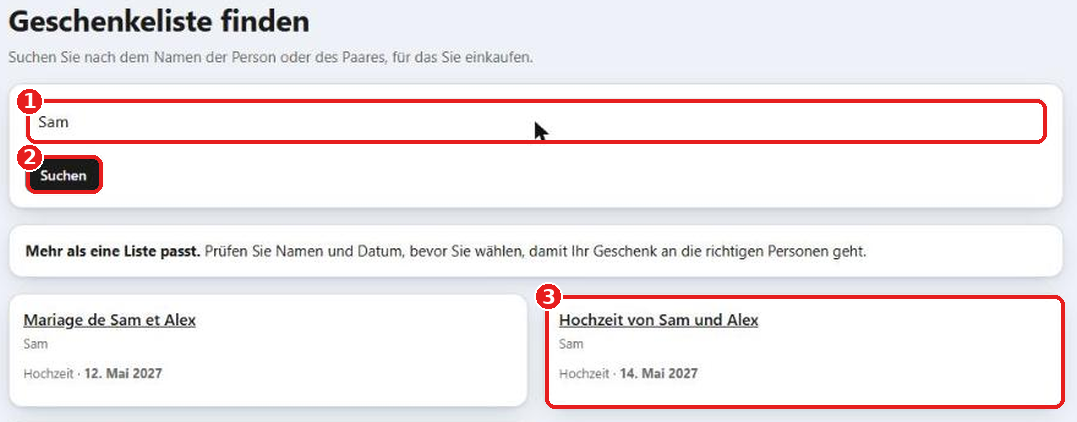 Geschenkeliste finden
Suchen Sie nach dem Namen der Person oder des Paares, für das Sie einkaufen.
1
Sam
2
Suchen
Mehr als eine Liste passt. Prüfen Sie Namen und Datum, bevor Sie wählen, damit Ihr Geschenk an die richtigen Personen geht.
Mariage de Sam et Alex
Sam
Hochzeit · 12. Mai 2027
3
Hochzeit von Sam und Alex
Sam
Hochzeit · 14. Mai 2027